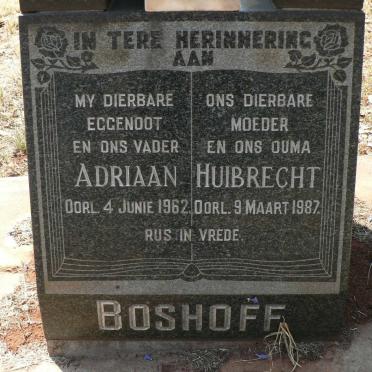 IN TERE HERINNERING
AAN
MY DIERBARE
EGGENOOT
EN ONS VADER
ADRIAAN
OORL. 4 JUNIE 1962.
ONS DIERBARE
MOEDER
EN ONS OUMA
HUIBRECHT
OORL. 9 MAART 1987.
RUS IN VREDE.
BOSHOFF